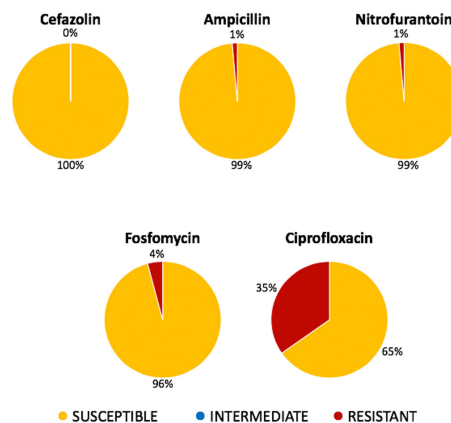 Cefazolin
0%
100%
Ampicillin
1%
99%
Nitrofurantoin
1%
99%
Fosfomycin
4%
96%
Ciprofloxacin
35%
65%
SUSCEPTIBLE
INTERMEDIATE
RESISTANT